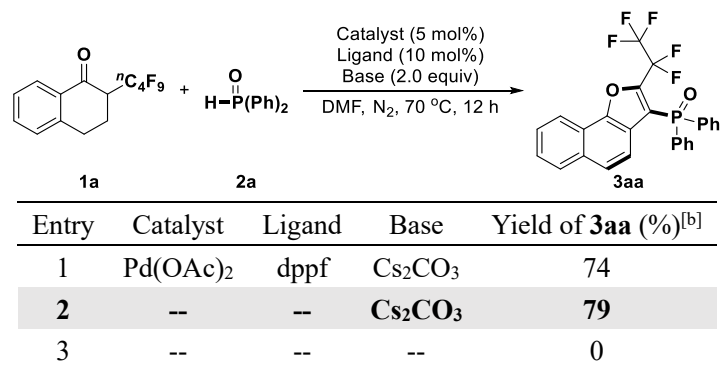 Catalyst (5 mol%)
Ligand (10 mol%)
Base (2.0 equiv)
DMF, N₂, 70 °C, 12 h
O
ⁿC₄F₉
1a
+
O
H-P(Ph)₂
2a
F F
F F
F
O
O
P Ph
Ph
3aa
Entry Catalyst Ligand Base Yield of 3aa (%)[b]
1 Pd(OAc)₂ dppf Cs₂CO₃ 74
2 -- -- Cs₂CO₃ 79
3 -- -- -- 0